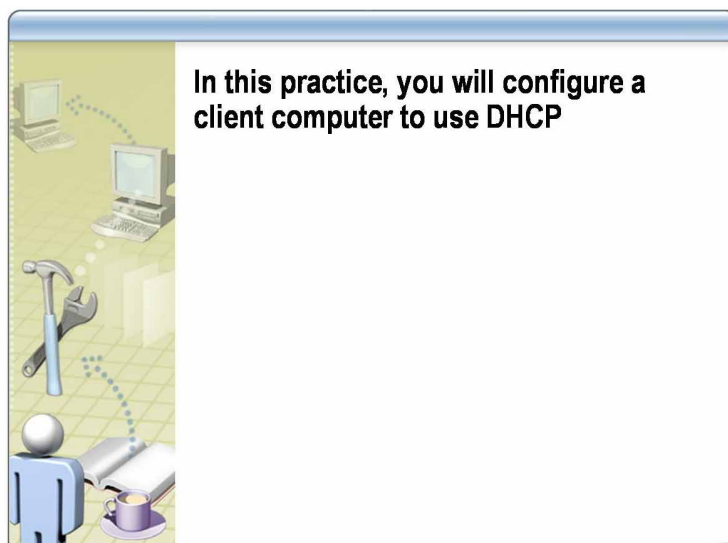 In this practice, you will configure a
client computer to use DHCP